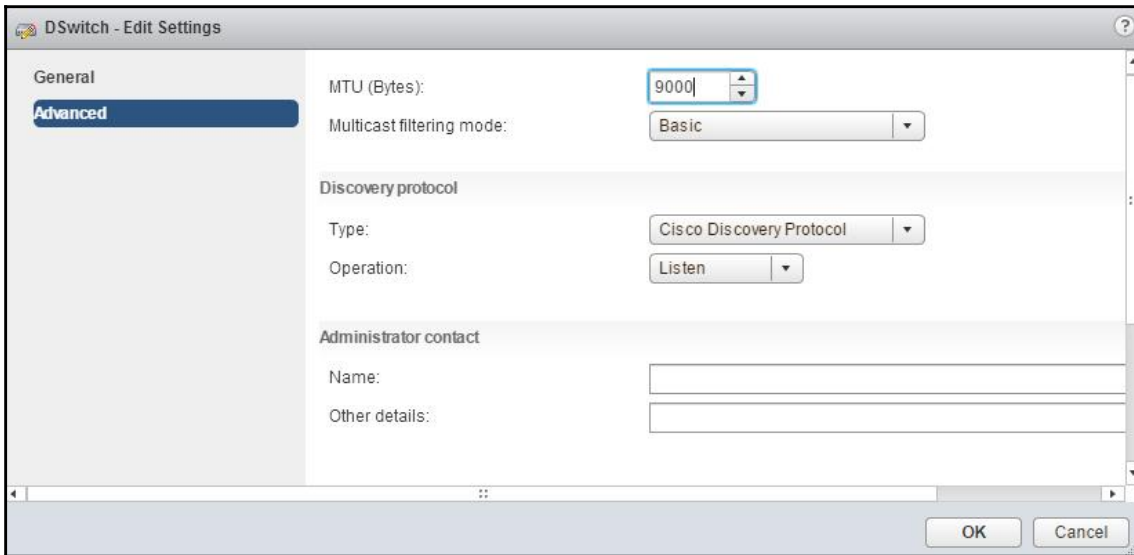 DSwitch - Edit Settings
?
General
Advanced
MTU (Bytes): 9000
Multicast filtering mode: Basic
Discovery protocol
Type: Cisco Discovery Protocol
Operation: Listen
Administrator contact
Name:
Other details:
OK Cancel